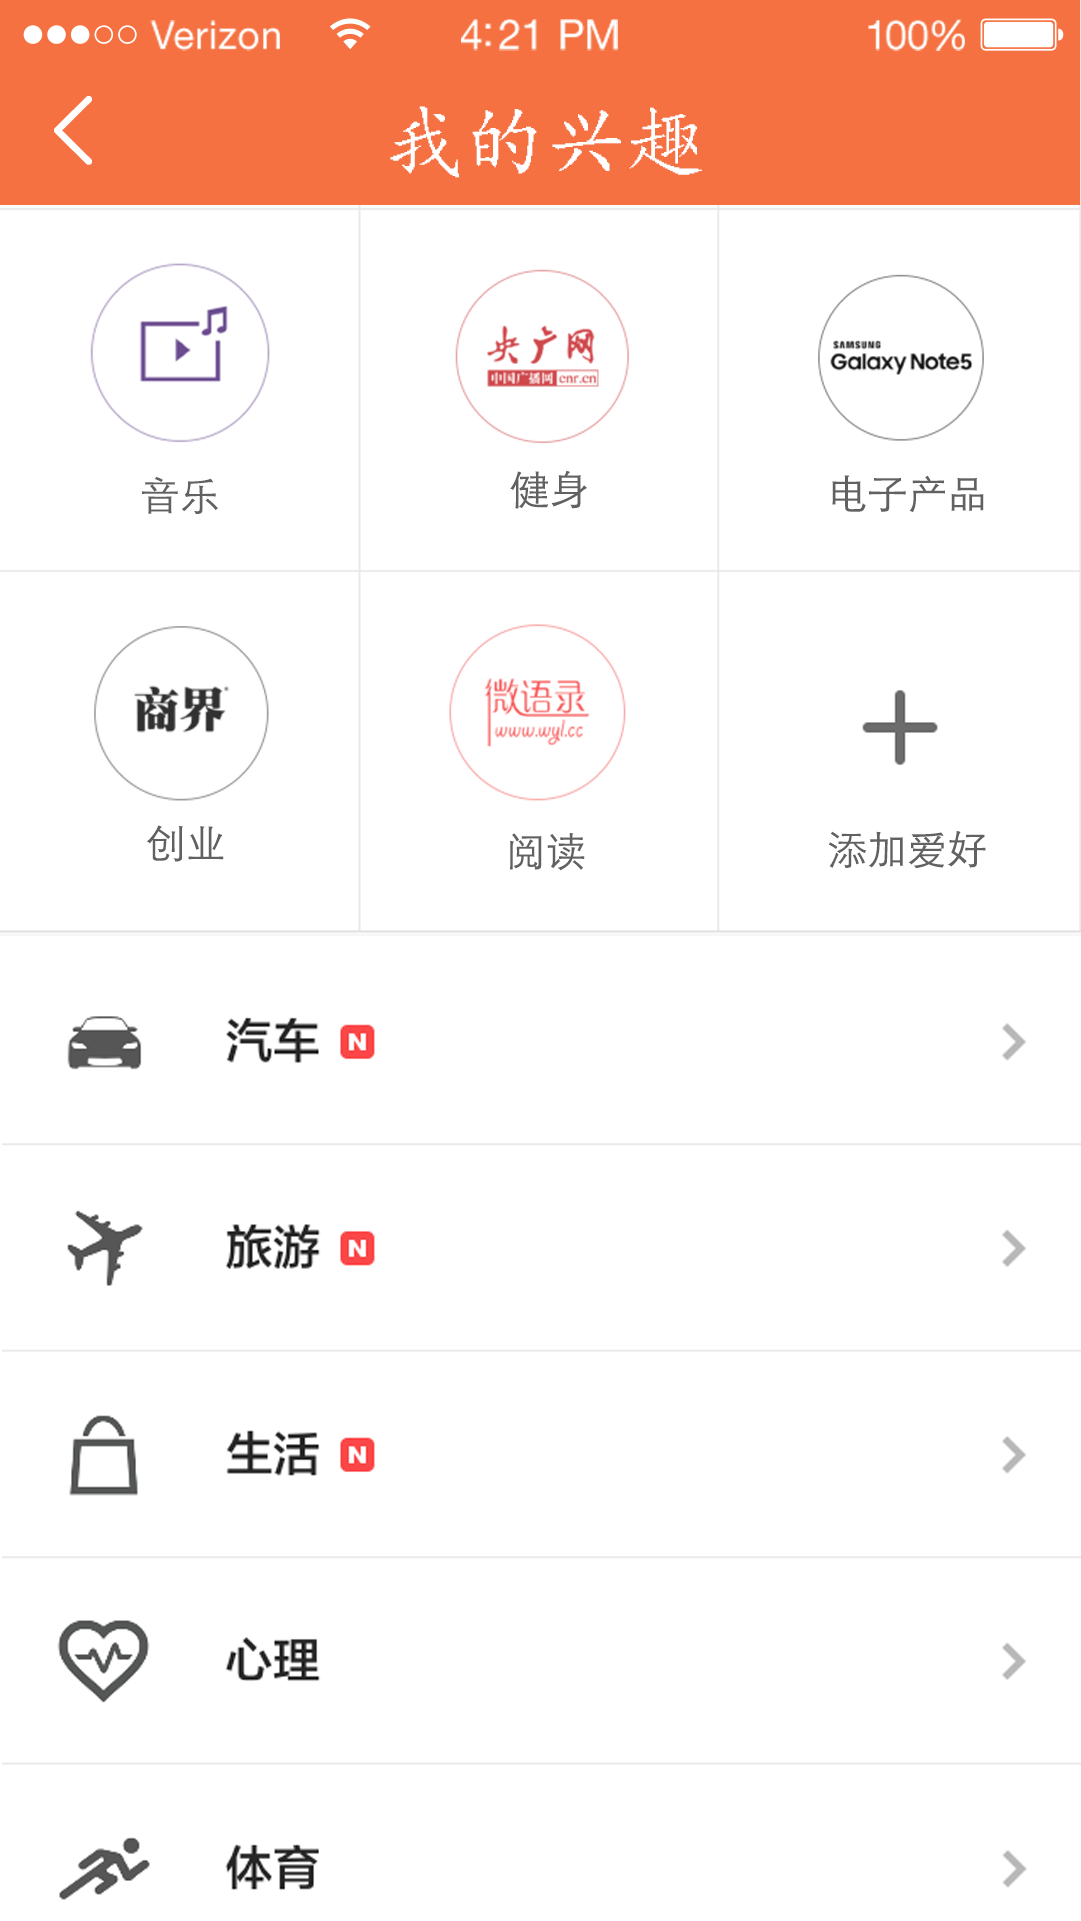 Verizon 4:21 PM 100%
我的兴趣
央广网
中国广播网 cnr.cn
SAMSUNG
Galaxy Note5
音乐 健身 电子产品
商界
微语录
www.wyl.cc
创业 阅读 添加爱好
汽车 N
旅游 N
生活 N
心理
体育